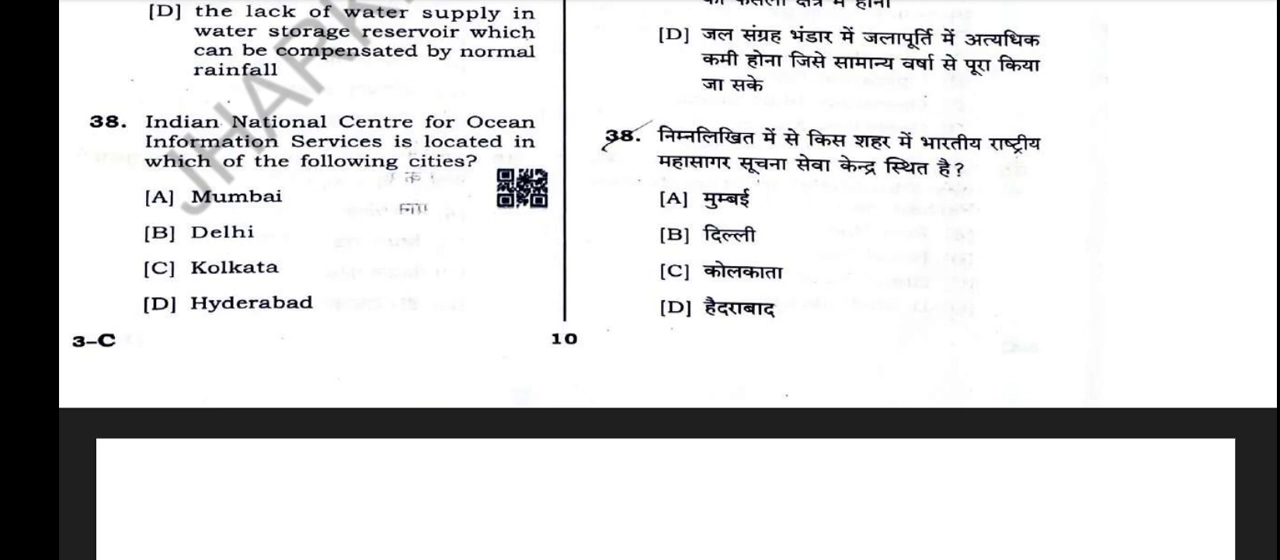 [D] the lack of water supply in
water storage reservoir which
can be compensated by normal
rainfall
38. Indian National Centre for Ocean
Information Services is located in
which of the following cities?
[A] Mumbai
[B] Delhi
[C] Kolkata
[D] Hyderabad
[D] जल संग्रह भंडार में जलापूर्ति में अत्यधिक
कमी होना जिसे सामान्य वर्षा से पूरा किया
जा सके
38. निम्नलिखित में से किस शहर में भारतीय राष्ट्रीय
महासागर सूचना सेवा केन्द्र स्थित है?
[A] मुम्बई
[B] दिल्ली
[C] कोलकाता
[D] हैदराबाद
3-C
10